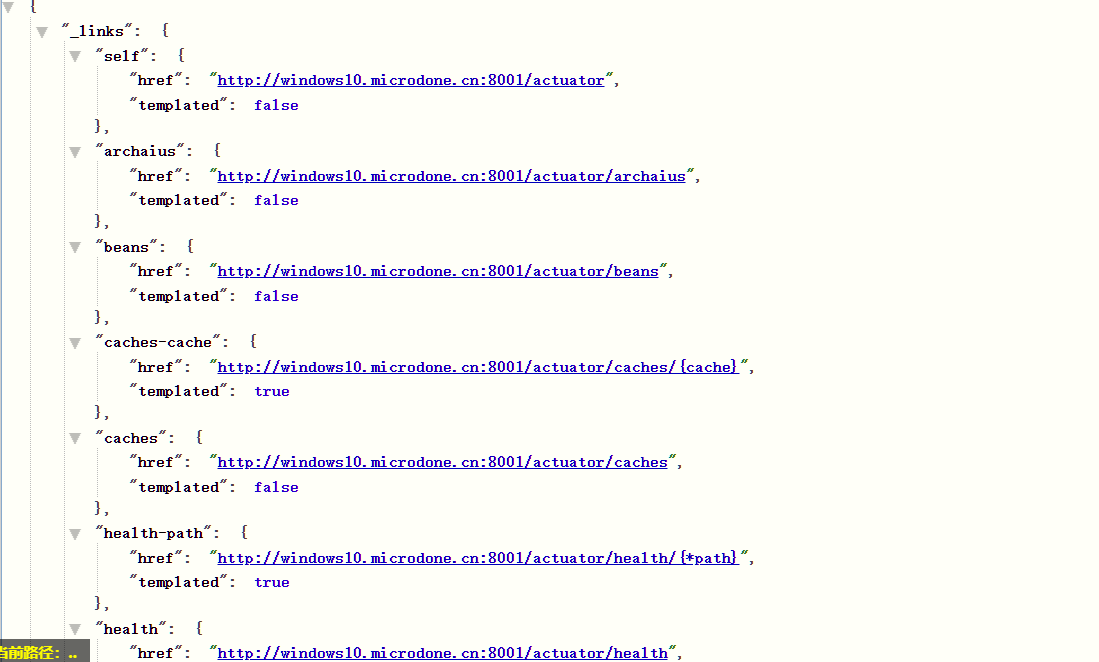 {
"_links": {
"self": {
"href": "http://windows10.microdone.cn:8001/actuator",
"templated": false
},
"archaius": {
"href": "http://windows10.microdone.cn:8001/actuator/archaius",
"templated": false
},
"beans": {
"href": "http://windows10.microdone.cn:8001/actuator/beans",
"templated": false
},
"caches-cache": {
"href": "http://windows10.microdone.cn:8001/actuator/caches/{cache}",
"templated": true
},
"caches": {
"href": "http://windows10.microdone.cn:8001/actuator/caches",
"templated": false
},
"health-path": {
"href": "http://windows10.microdone.cn:8001/actuator/health/{*path}",
"templated": true
},
"health": {
"href": "http://windows10.microdone.cn:8001/actuator/health",
当前路径: ..